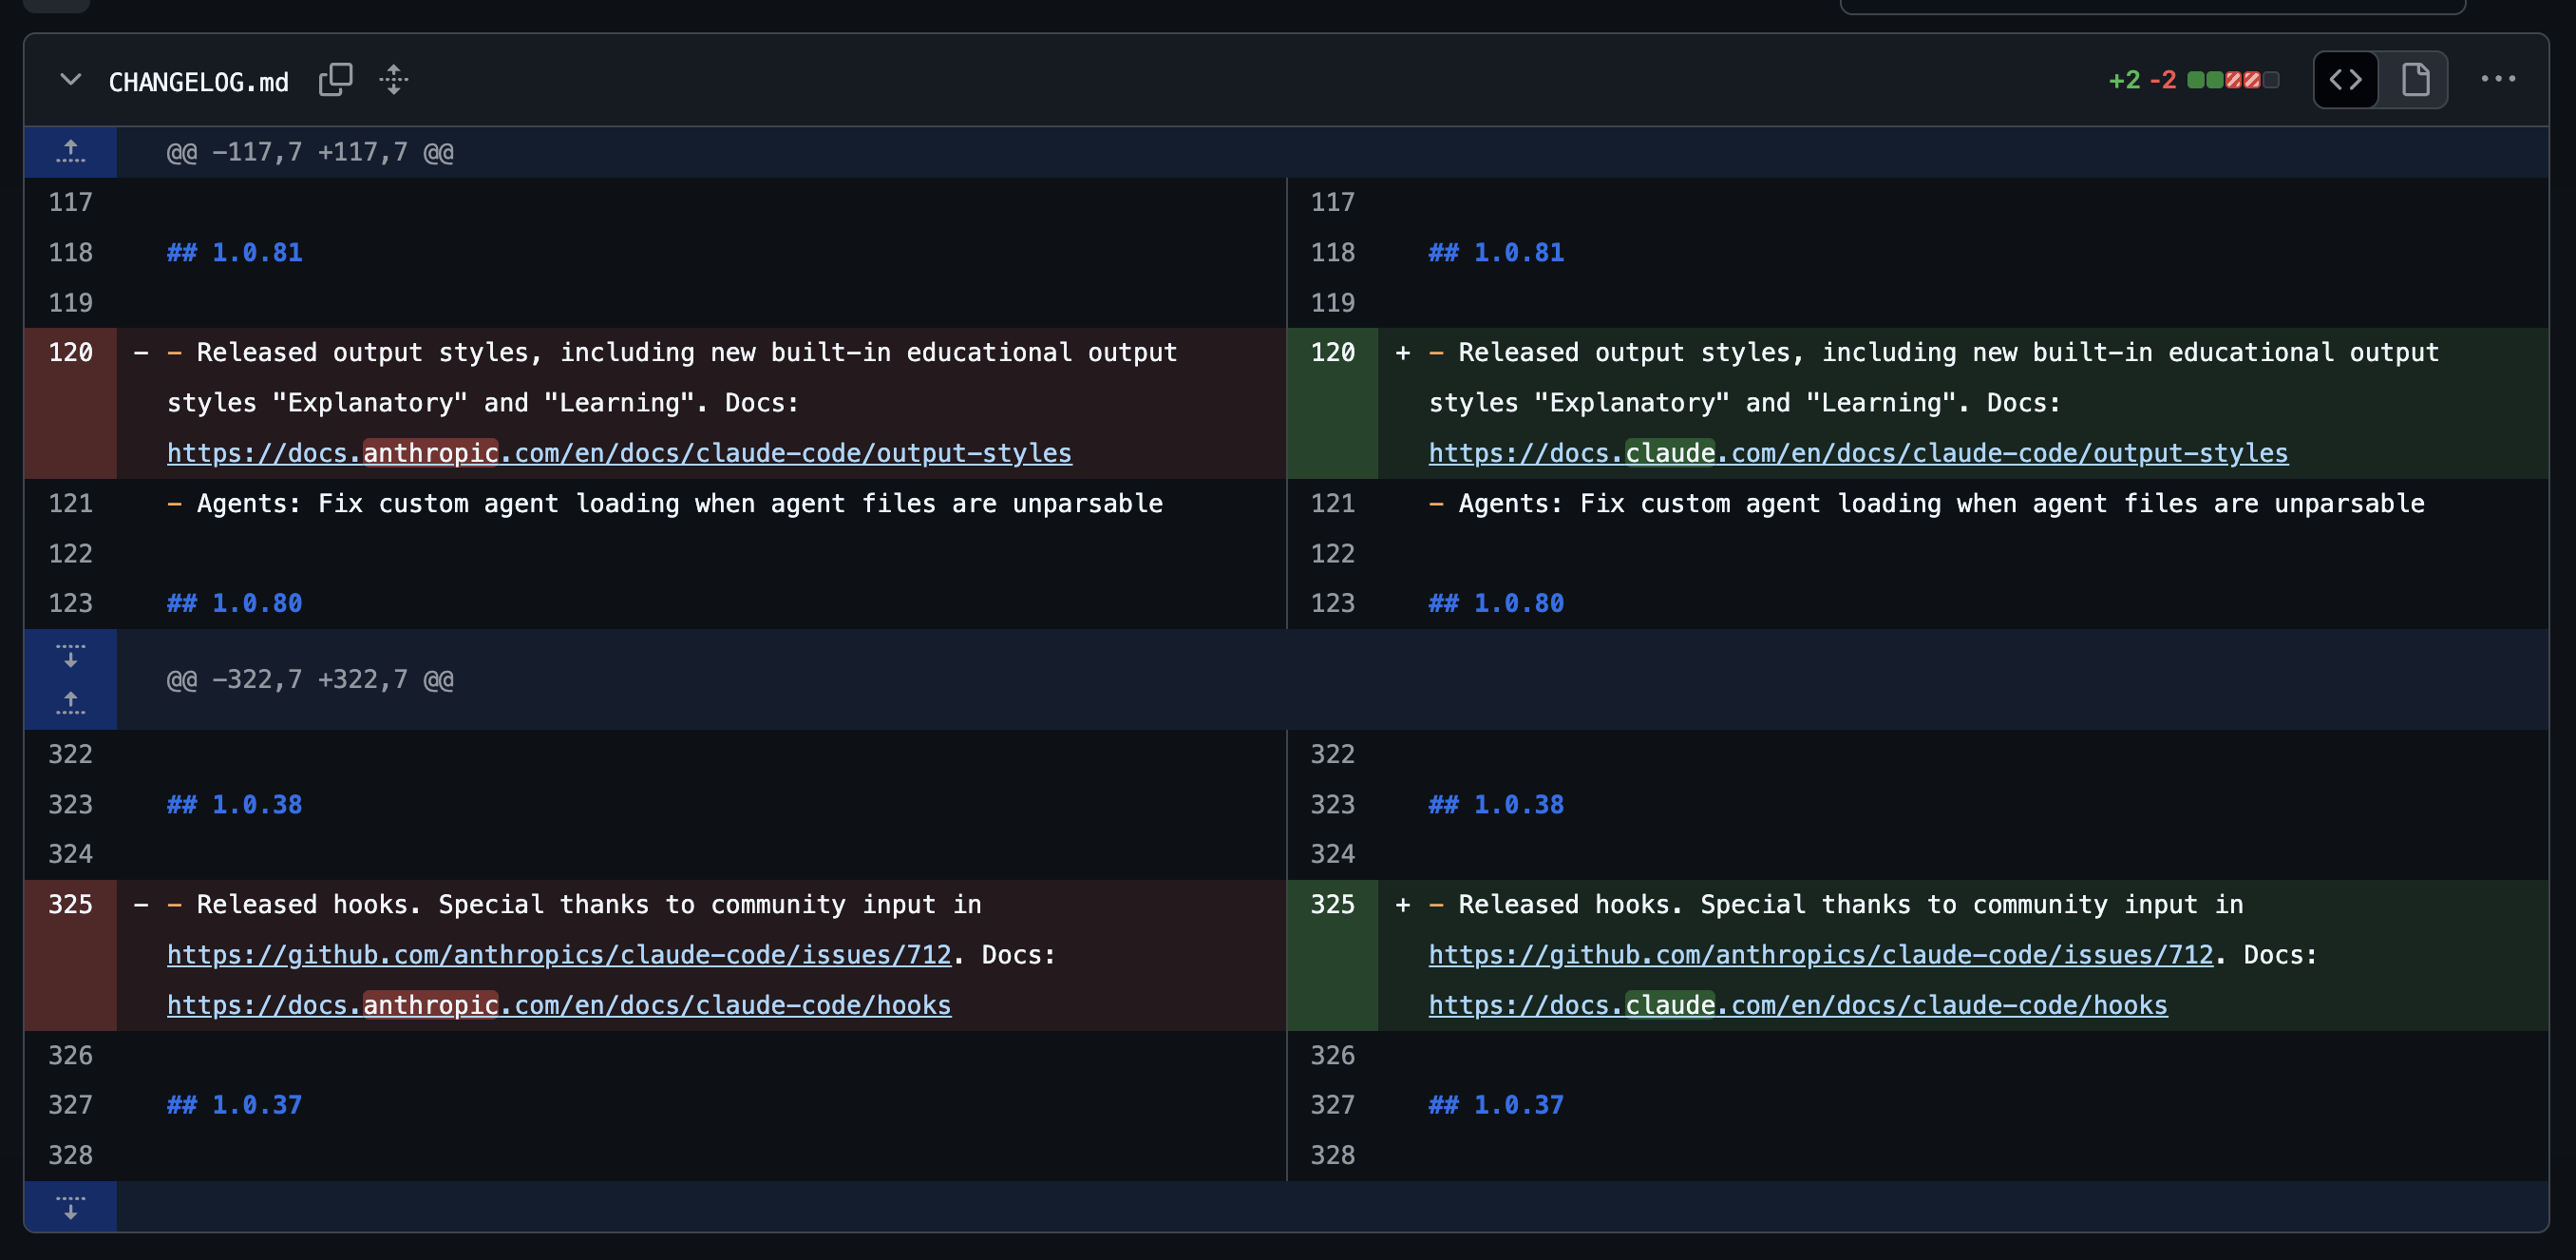 CHANGELOG.md
+2 -2
@@ -117,7 +117,7 @@
117
118 ## 1.0.81
119
120 - - Released output styles, including new built-in educational output
styles "Explanatory" and "Learning". Docs:
https://docs.anthropic.com/en/docs/claude-code/output-styles
121 - Agents: Fix custom agent loading when agent files are unparsable
122
123 ## 1.0.80
117
118 ## 1.0.81
119
120 + - Released output styles, including new built-in educational output
styles "Explanatory" and "Learning". Docs:
https://docs.claude.com/en/docs/claude-code/output-styles
121 - Agents: Fix custom agent loading when agent files are unparsable
122
123 ## 1.0.80
@@ -322,7 +322,7 @@
322
323 ## 1.0.38
324
325 - - Released hooks. Special thanks to community input in
https://github.com/anthropics/claude-code/issues/712. Docs:
https://docs.anthropic.com/en/docs/claude-code/hooks
326
327 ## 1.0.37
328
322
323 ## 1.0.38
324
325 + - Released hooks. Special thanks to community input in
https://github.com/anthropics/claude-code/issues/712. Docs:
https://docs.claude.com/en/docs/claude-code/hooks
326
327 ## 1.0.37
328